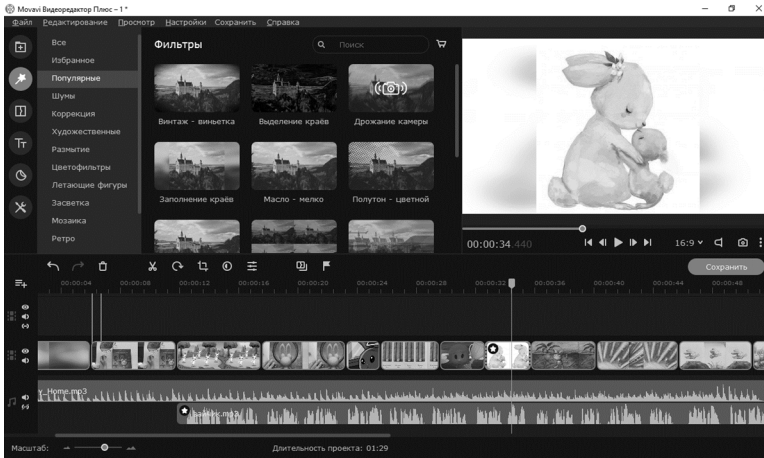 Movavi Видеоредактор Плюс – 1 *
Файл Редактирование Просмотр Настройки Сохранить Справка
Все
Избранное
Популярные
Шумы
Коррекция
Художественные
Размытие
Цветофильтры
Летающие фигуры
Засветка
Мозаика
Ретро
Фильтры
Поиск
Винтаж - виньетка
Выделение краёв
Дрожание камеры
Заполнение краёв
Масло - мелко
Полутон - цветной
00:00:34.440
16:9
Сохранить
00:00:04 00:00:08 00:00:12 00:00:16 00:00:20 00:00:24 00:00:28 00:00:32 00:00:36 00:00:40 00:00:44 00:00:48
y_Home.mp3
Масштаб:
Длительность проекта: 01:29